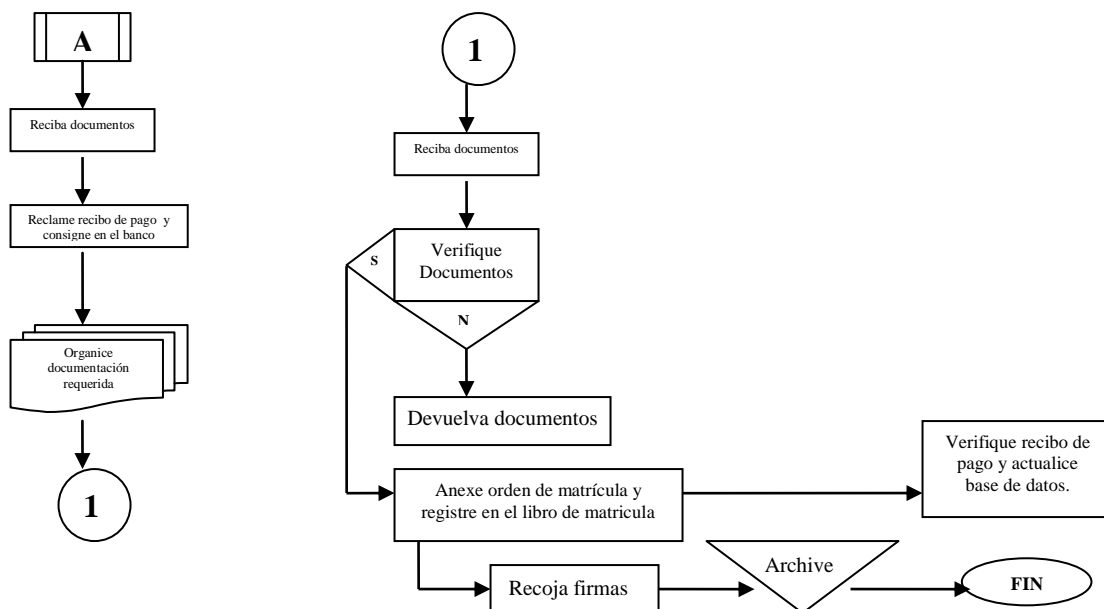 A
Reciba documentos
Reclame recibo de pago y
consigne en el banco
Organice
documentación
requerida
1
1
Reciba documentos
Verifique
Documentos
S
N
Devuelva documentos
Anexe orden de matrícula y
registre en el libro de matricula
Verifique recibo de
pago y actualice
base de datos.
Recoja firmas
Archive
FIN